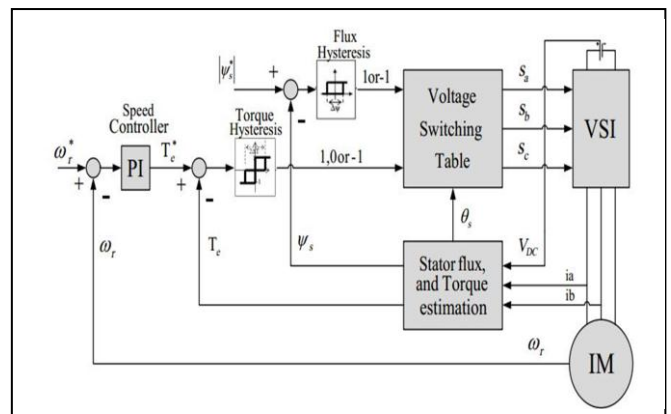 Flux
Hysteresis
|ψs*|
+
-
1or-1
Voltage
Switching
Table
Sa
Sb
Sc
VSI
Speed
Controller
Torque
Hysteresis
ωr*
+
-
PI
Te*
+
-
1,0or-1
θs
VDC
ωr
Te
ψs
Stator flux,
and Torque
estimation
ia
ib
ωr
IM